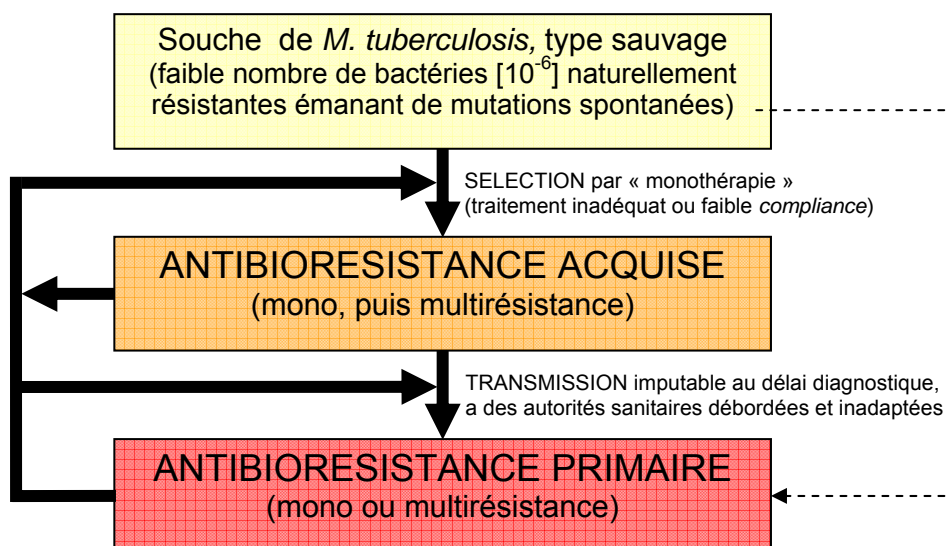 Souche de M. tuberculosis, type sauvage
(faible nombre de bactéries [10-6] naturellement
résistantes émanant de mutations spontanées)
SELECTION par « monothérapie »
(traitement inadéquat ou faible compliance)
ANTIBIORESISTANCE ACQUISE
(mono, puis multirésistance)
TRANSMISSION imputable au délai diagnostique,
a des autorités sanitaires débordées et inadaptées
ANTIBIORESISTANCE PRIMAIRE
(mono ou multirésistance)